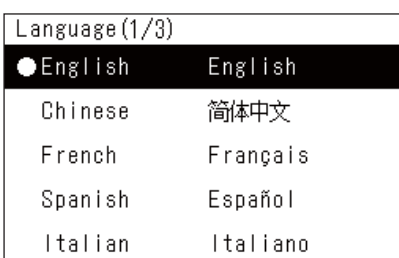 Language(1/3)
English English
Chinese 简体中文
French Français
Spanish Español
Italian Italiano